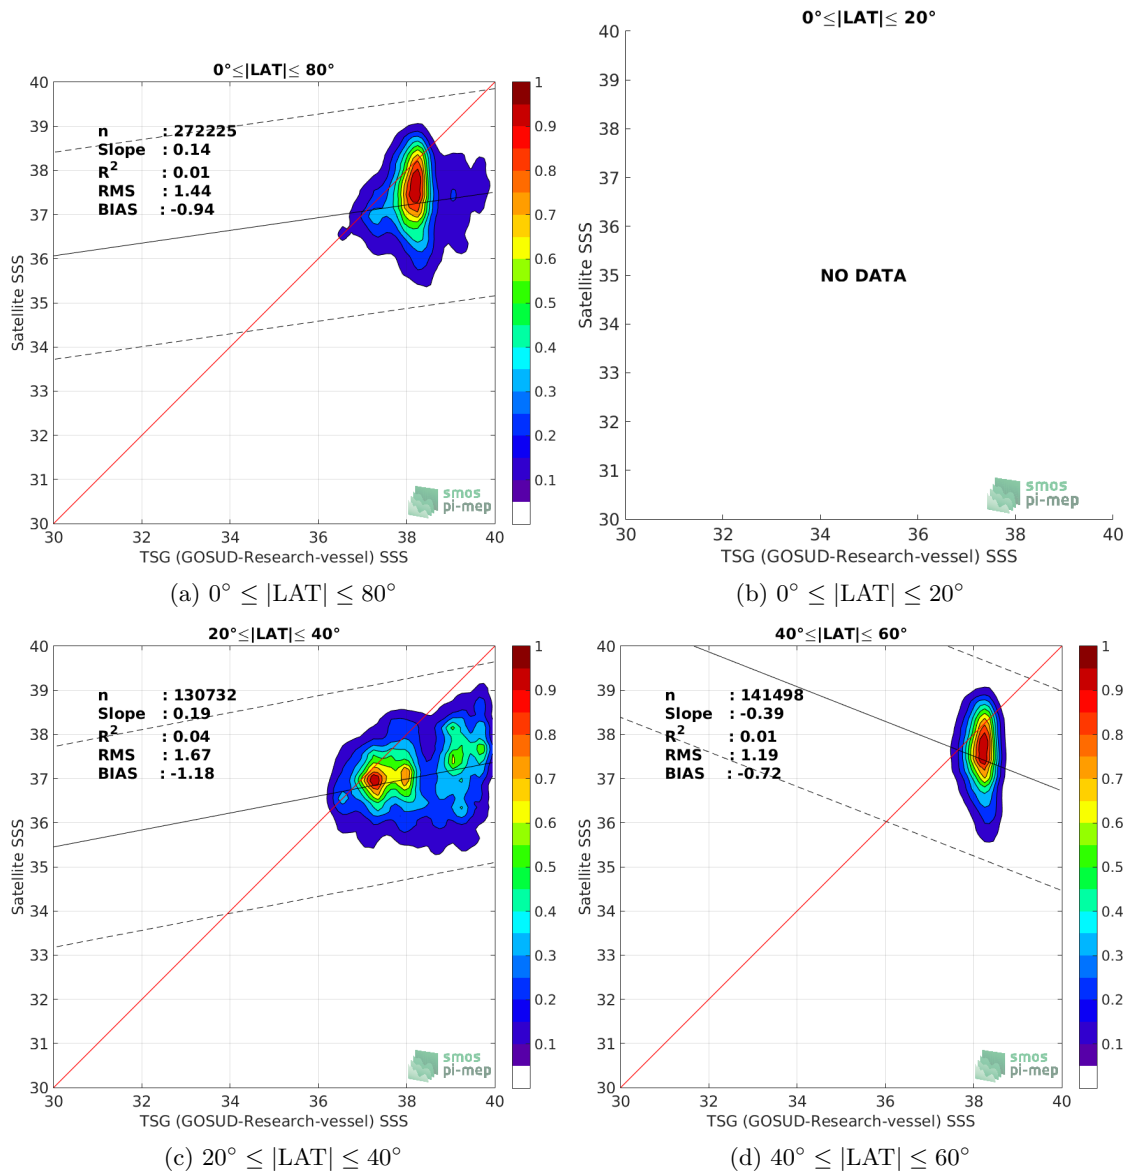 0°≤|LAT|≤ 80°
n : 272225
Slope : 0.14
R2 : 0.01
RMS : 1.44
BIAS : -0.94
Satellite SSS
40
39
38
37
36
35
34
33
32
31
30
30 32 34 36 38 40
TSG (GOSUD-Research-vessel) SSS
1
0.9
0.8
0.7
0.6
0.5
0.4
0.3
0.2
0.1
smos
pi-mep
(a) 0° ≤ |LAT| ≤ 80°
0°≤|LAT|≤ 20°
NO DATA
Satellite SSS
40
39
38
37
36
35
34
33
32
31
30
30 32 34 36 38 40
TSG (GOSUD-Research-vessel) SSS
smos
pi-mep
(b) 0° ≤ |LAT| ≤ 20°
20°≤|LAT|≤ 40°
n : 130732
Slope : 0.19
R2 : 0.04
RMS : 1.67
BIAS : -1.18
Satellite SSS
40
39
38
37
36
35
34
33
32
31
30
30 32 34 36 38 40
TSG (GOSUD-Research-vessel) SSS
1
0.9
0.8
0.7
0.6
0.5
0.4
0.3
0.2
0.1
smos
pi-mep
(c) 20° ≤ |LAT| ≤ 40°
40°≤|LAT|≤ 60°
n : 141498
Slope : -0.39
R2 : 0.01
RMS : 1.19
BIAS : -0.72
Satellite SSS
40
39
38
37
36
35
34
33
32
31
30
30 32 34 36 38 40
TSG (GOSUD-Research-vessel) SSS
1
0.9
0.8
0.7
0.6
0.5
0.4
0.3
0.2
0.1
smos
pi-mep
(d) 40° ≤ |LAT| ≤ 60°